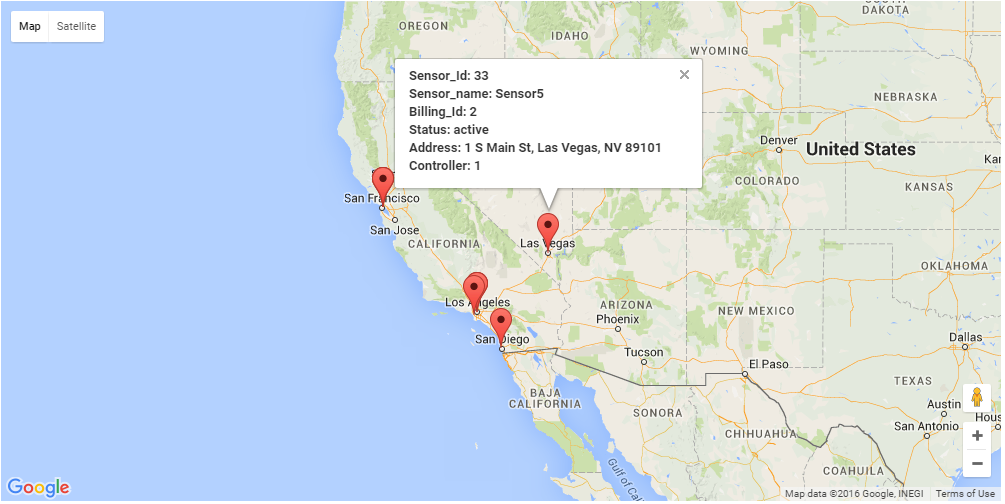 Map Satellite
SOUTH
DAKOTA
OREGON
IDAHO
WYOMING
Sensor_Id: 33
Sensor_name: Sensor5
Billing_Id: 2
Status: active
Address: 1 S Main St, Las Vegas, NV 89101
Controller: 1
NEBRASKA
Denver
United States
COLORADO
KANSAS
San Francisco
San Jose
CALIFORNIA
Las Vegas
OKLAHOMA
Los Angeles
ARIZONA
Phoenix
NEW MEXICO
San Diego
Dallas
Tucson
El Paso
TEXAS
BAJA
CALIFORNIA
SONORA
Austin
San Antonio
CHIHUAHUA
COAHUILA
Gulf of
Google
Map data ©2016 Google, INEGI Terms of Use